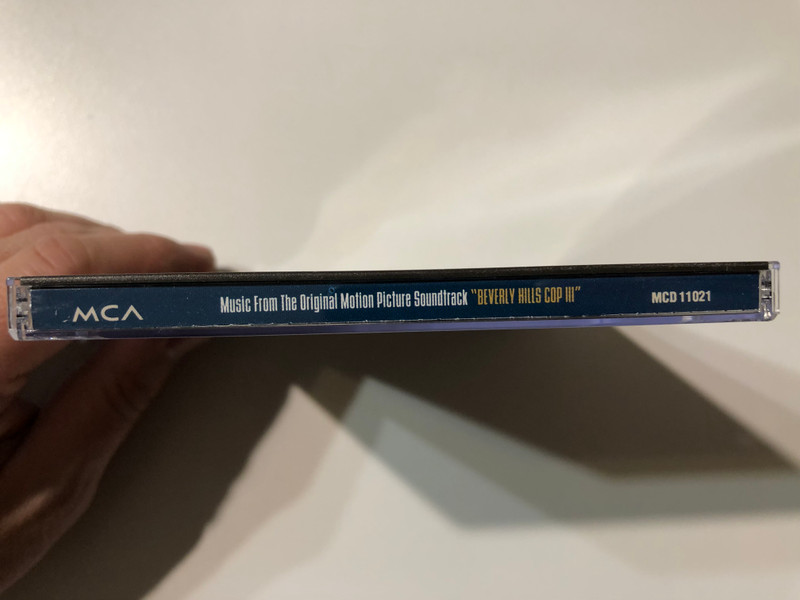 MCA Music From The Original Motion Picture Soundtrack "BEVERLY HILLS COP III" MCD 11021